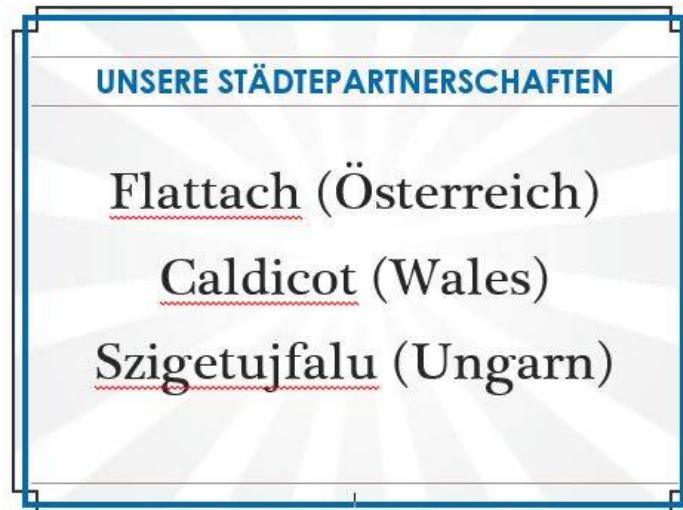 UNSERE STÄDTEPARTNERSCHAFTEN
Flattach (Österreich)
Caldicot (Wales)
Szigetujfalu (Ungarn)